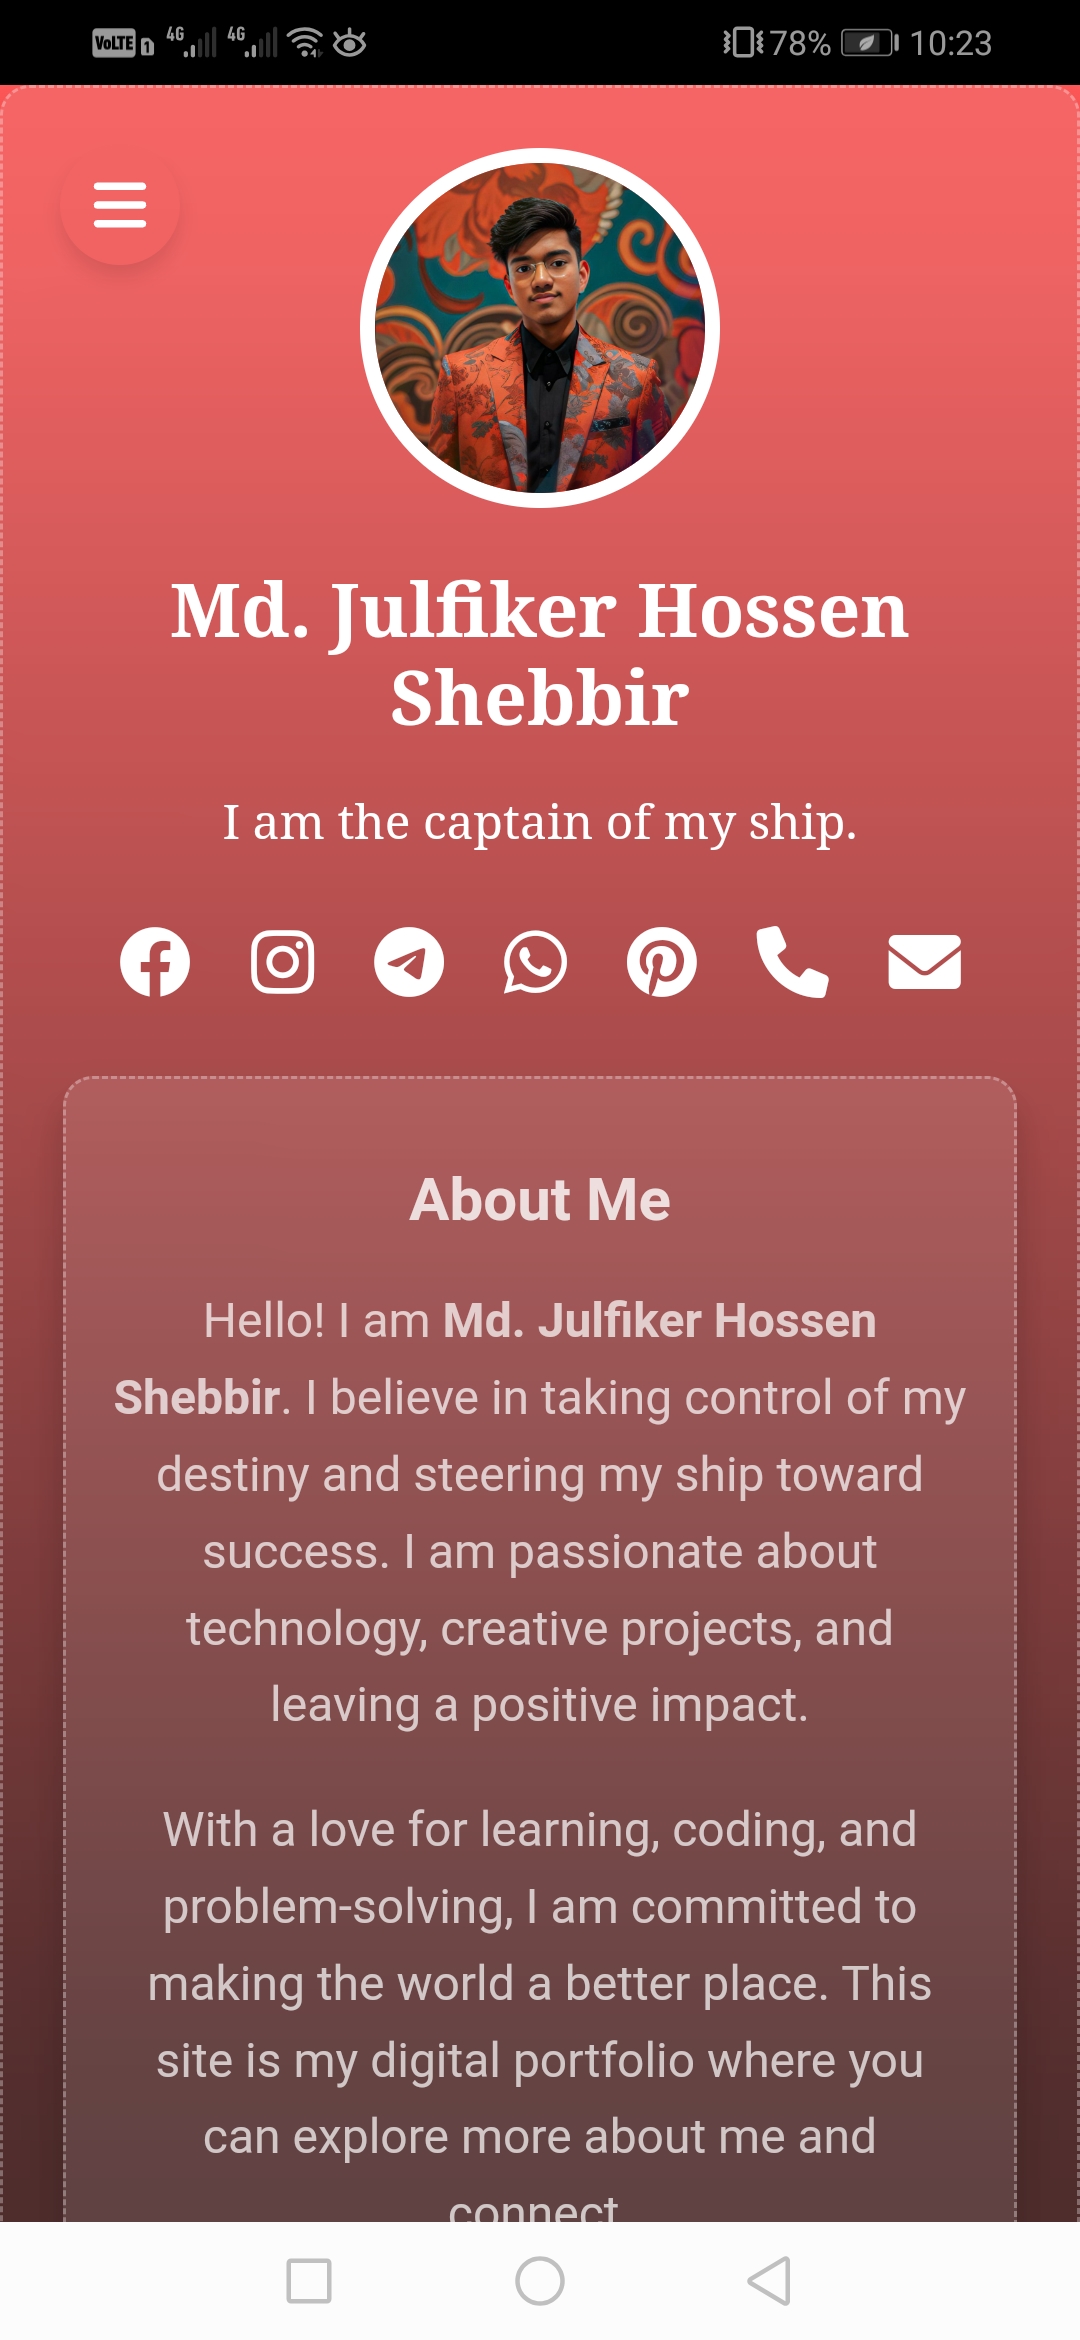 VoLTE 1 4G 4G 78% 10:23
Md. Julfiker Hossen
Shebbir
I am the captain of my ship.
About Me
Hello! I am Md. Julfiker Hossen
Shebbir. I believe in taking control of my
destiny and steering my ship toward
success. I am passionate about
technology, creative projects, and
leaving a positive impact.
With a love for learning, coding, and
problem-solving, I am committed to
making the world a better place. This
site is my digital portfolio where you
can explore more about me and
connect